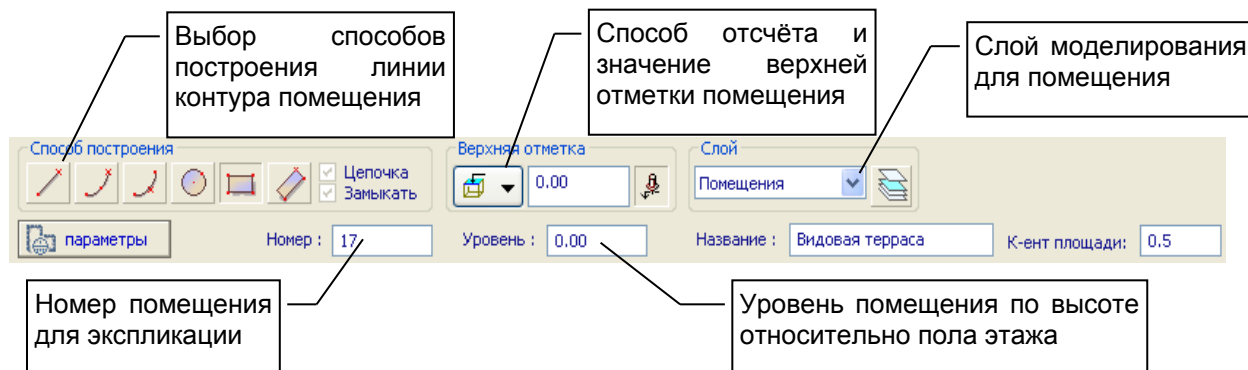 Выбор способов
построения линии
контура помещения
Способ отсчёта и
значение верхней
отметки помещения
Слой моделирования
для помещения
Способ построения
Цепочка
Замыкать
Верхняя отметка
0.00
Слой
Помещения
параметры
Номер : 17
Уровень : 0.00
Название : Видовая терраса
К-ент площади: 0.5
Номер помещения
для экспликации
Уровень помещения по высоте
относительно пола этажа